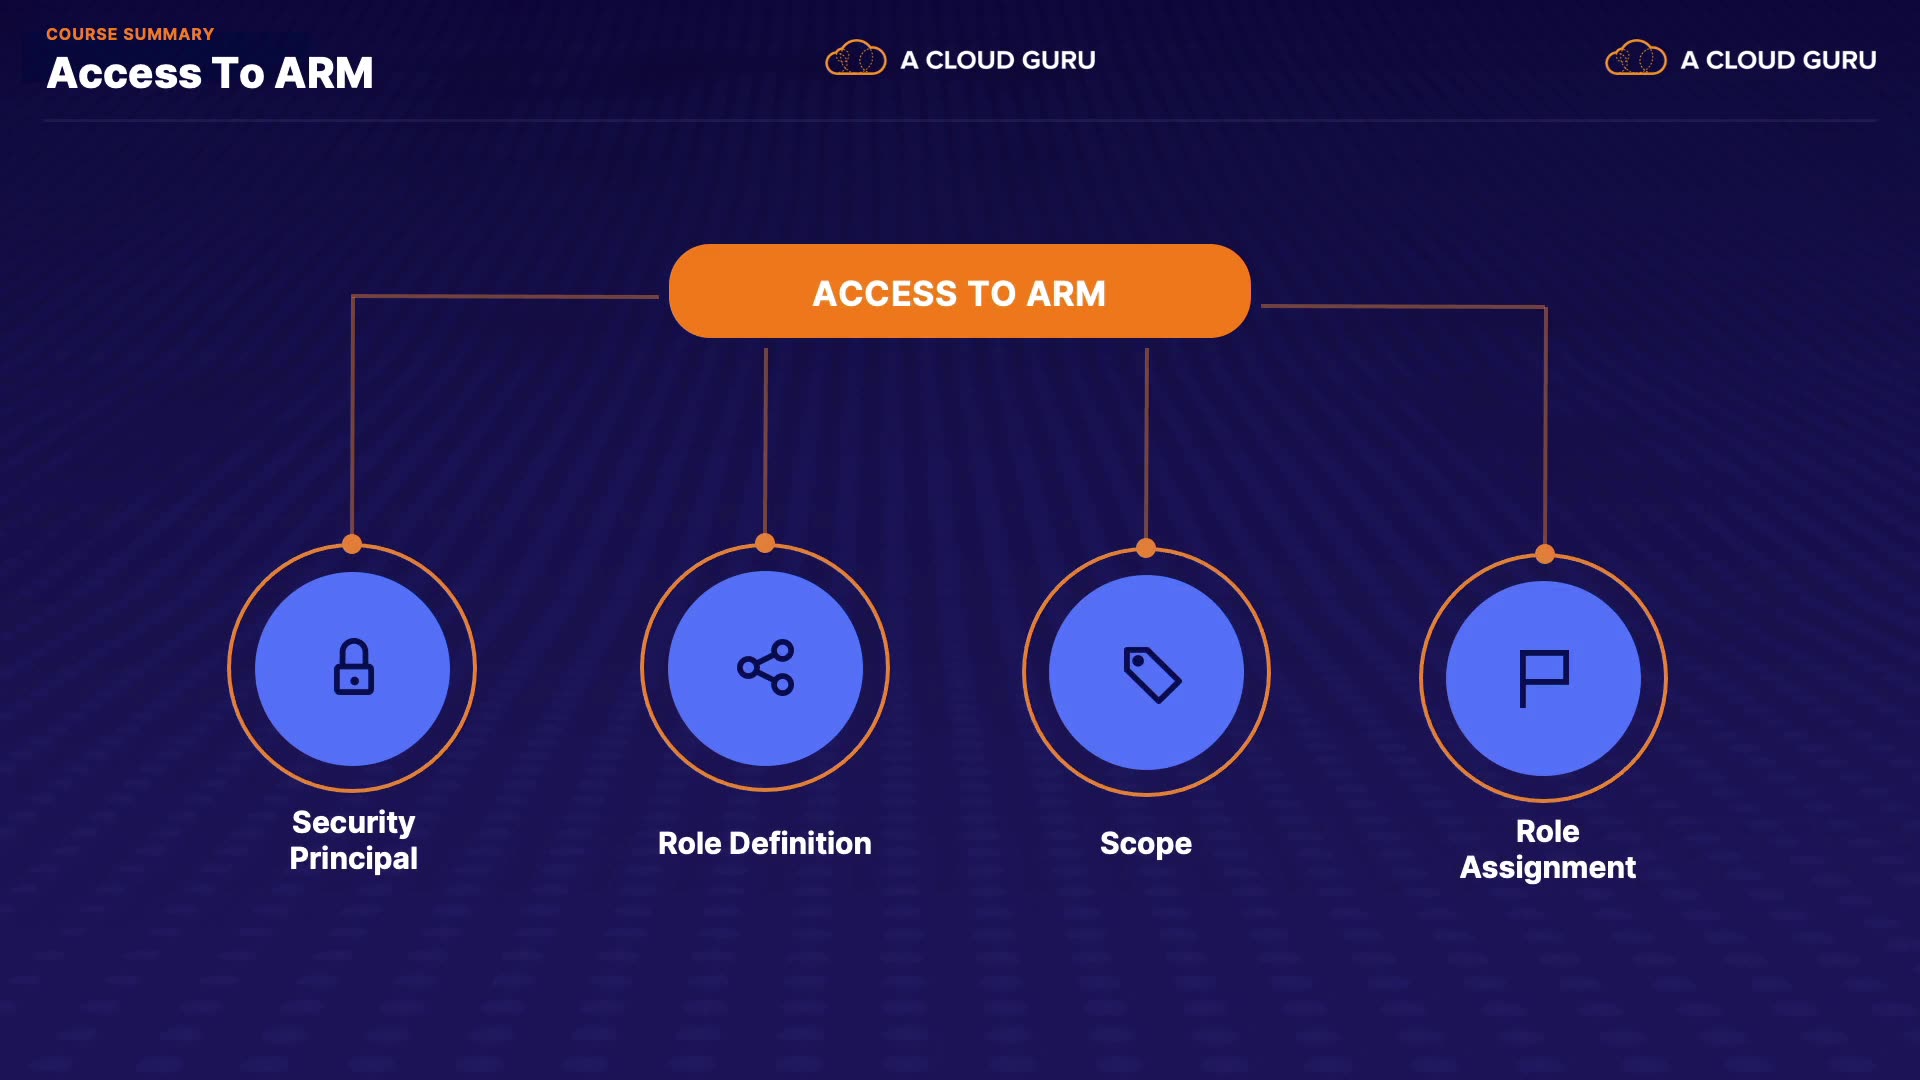 COURSE SUMMARY
Access To ARM
A CLOUD GURU
A CLOUD GURU
ACCESS TO ARM
Security
Principal
Role Definition
Scope
Role
Assignment